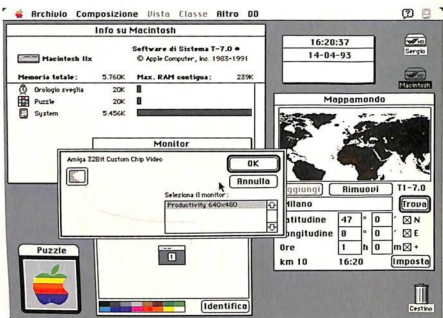 Archivio Composizione Vista Classe Altro DD
Info su Macintosh
Macintosh IIx
Software di Sistema T-7.0 •
© Apple Computer, Inc. 1983-1991
Memoria totale: 5.760K Max. RAM contigua: 239K
Orologio sveglia 20K
Puzzle 20K
System 5.456K
16:20:37
14-04-93
Sergio
Macintosh
Mappamondo
Monitor
Amiga 32Bit Custom Chip Video
OK
Annulla
Seleziona il monitor:
Productivity 640x480
ggiungi Rimuovi T1-7.0
Milano Trova
atitudine 47 ° 0 ' N
ongitudine 8 ° 0 ' E
Ore 1 h 0 m +
km 10 16:20 Imposta
Puzzle
1
Identifica
Cestino